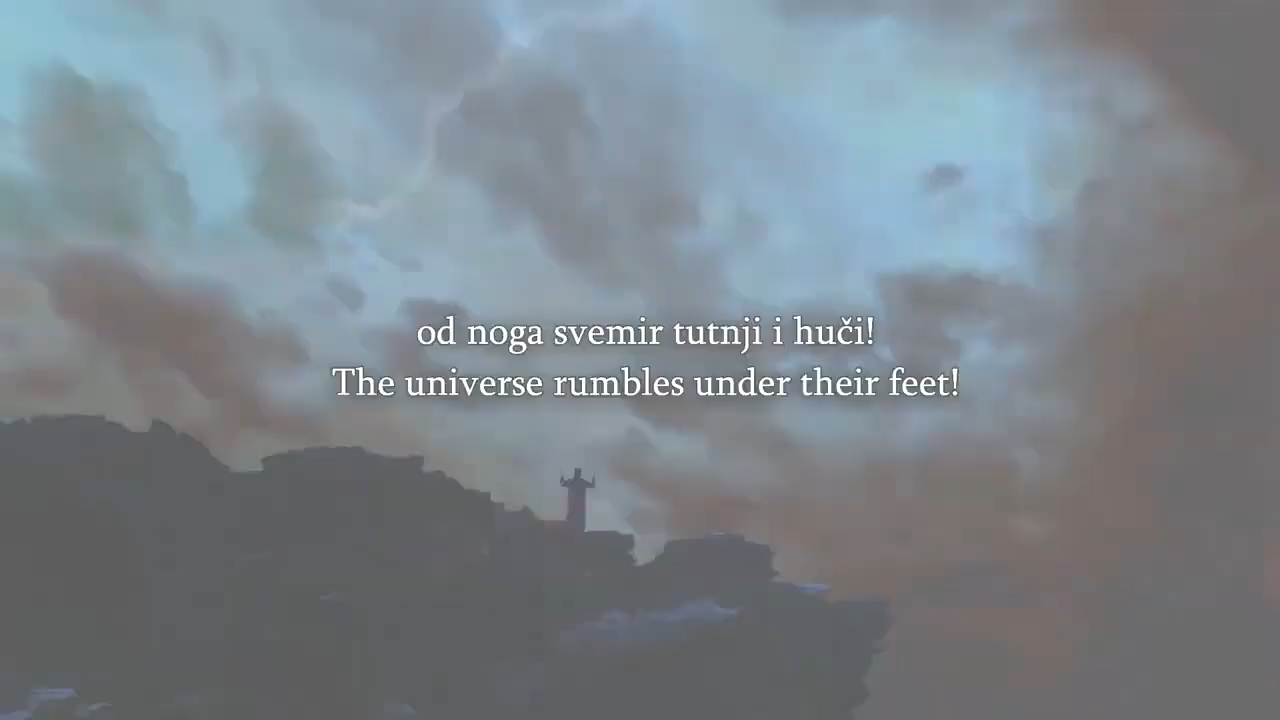 od noga svemir tutnji i huči!
The universe rumbles under their feet!